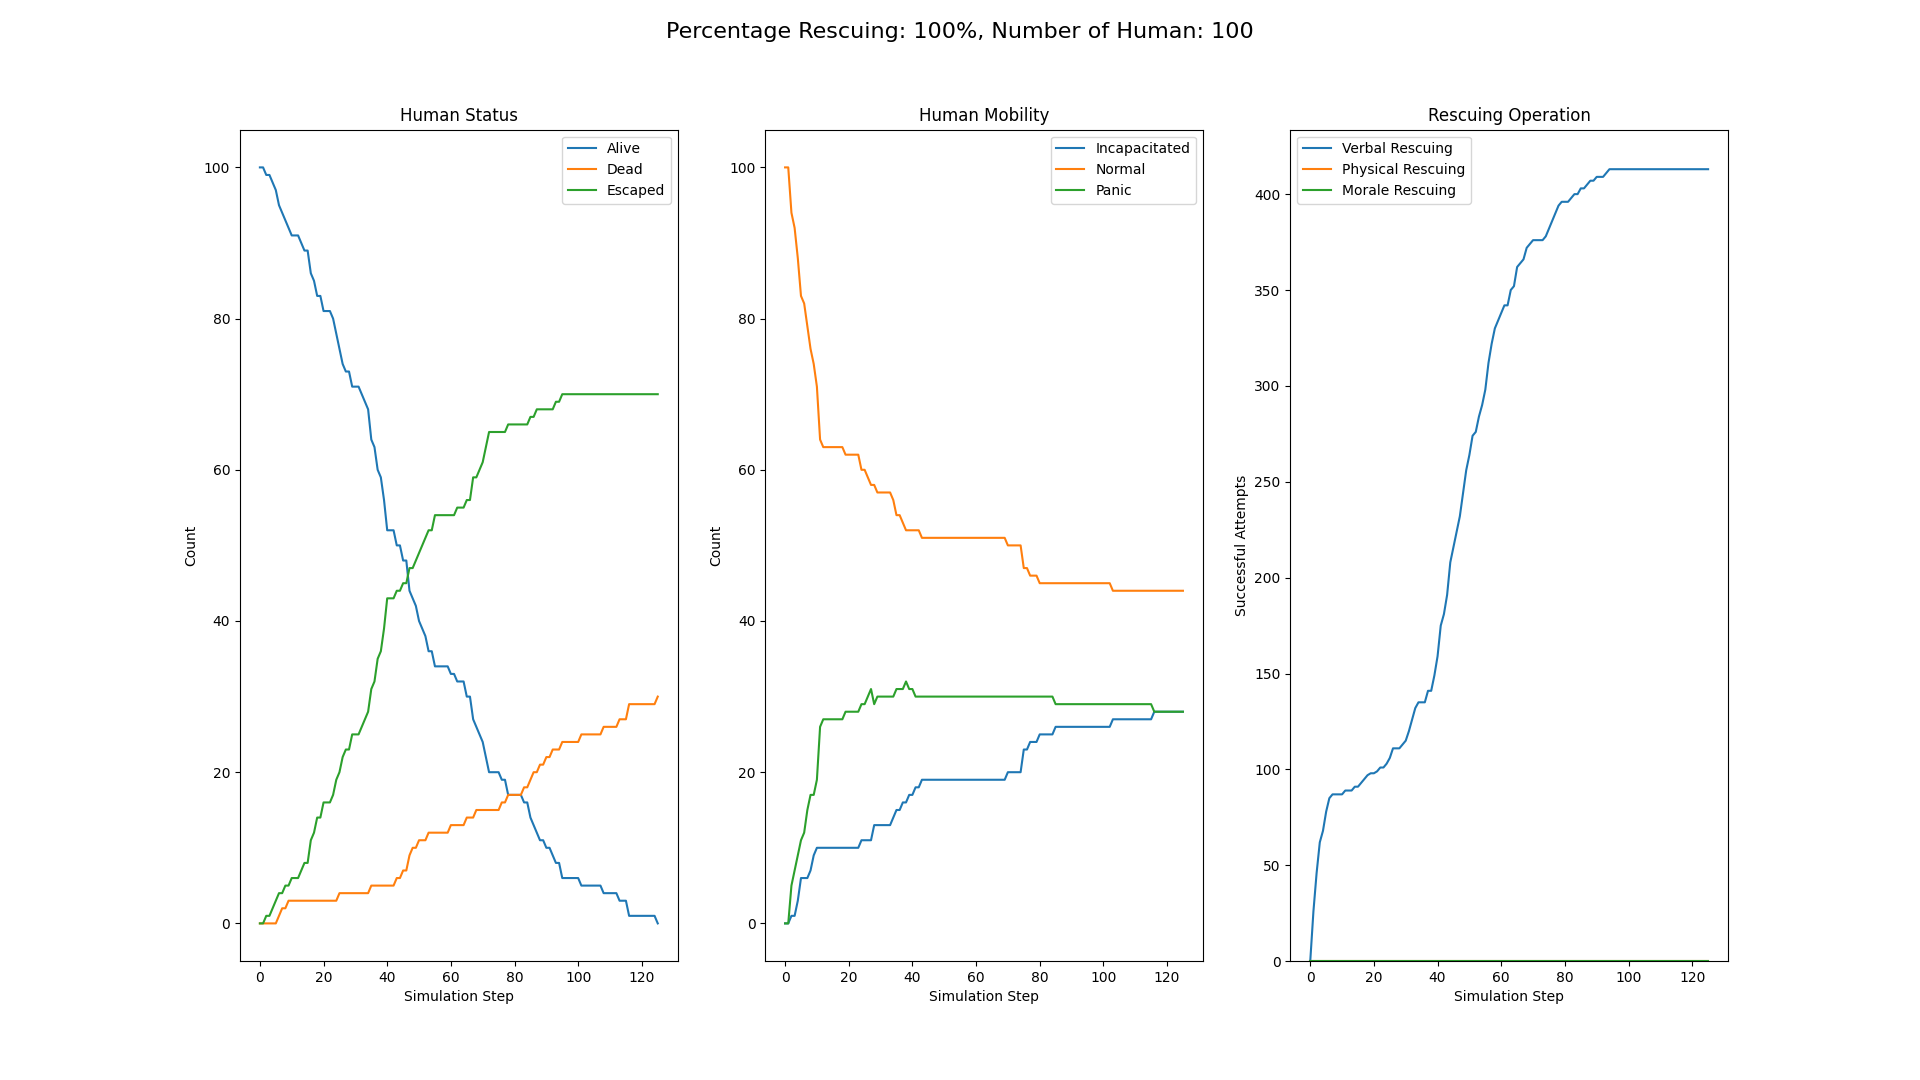 Percentage Rescuing: 100%, Number of Human: 100
Human Status
Alive
Dead
Escaped
100
80
60
40
20
0
Count
0 20 40 60 80 100 120
Simulation Step
Human Mobility
Incapacitated
Normal
Panic
100
80
60
40
20
0
Count
0 20 40 60 80 100 120
Simulation Step
Rescuing Operation
Verbal Rescuing
Physical Rescuing
Morale Rescuing
400
350
300
250
200
150
100
50
0
Successful Attempts
0 20 40 60 80 100 120
Simulation Step